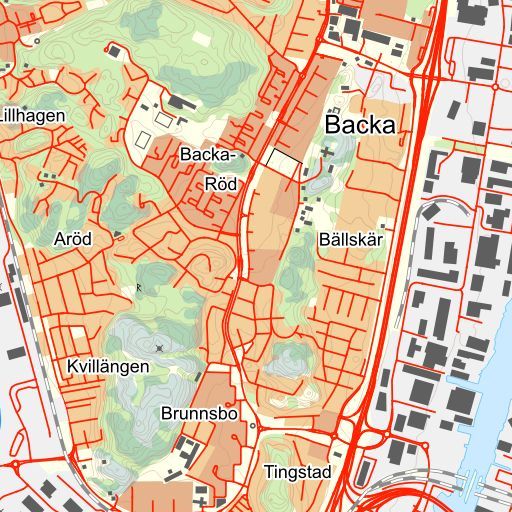 Backa
Lillhagen
Backa-
Röd
Aröd
Bällskär
Kvillängen
Brunnsbo
Tingstad